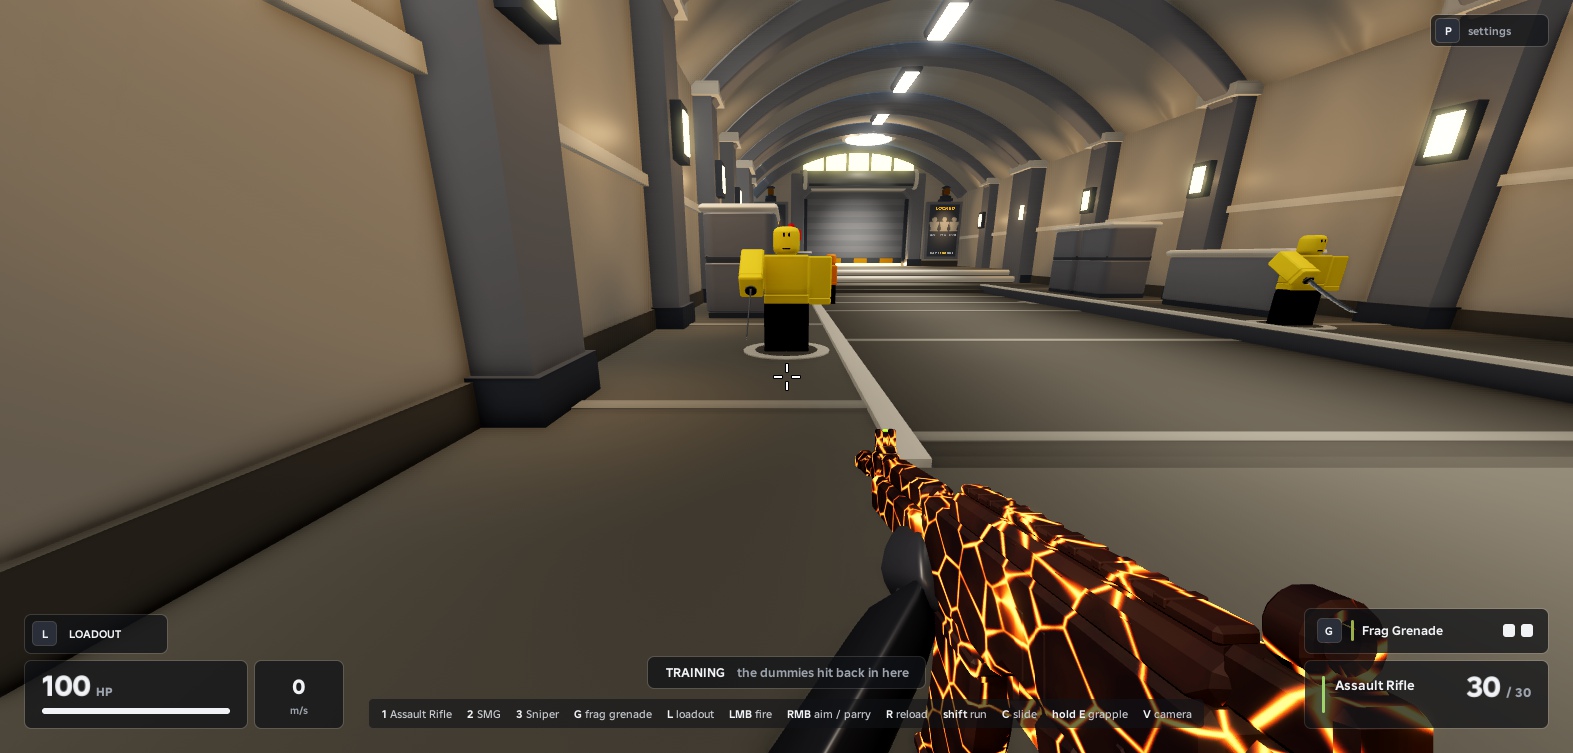 P settings
LOCKED
L LOADOUT
100 HP
0
m/s
TRAINING the dummies hit back in here
1 Assault Rifle 2 SMG 3 Sniper G frag grenade L loadout LMB fire RMB aim / parry R reload shift run C slide hold E grapple V camera
G Frag Grenade
Assault Rifle 30 / 30